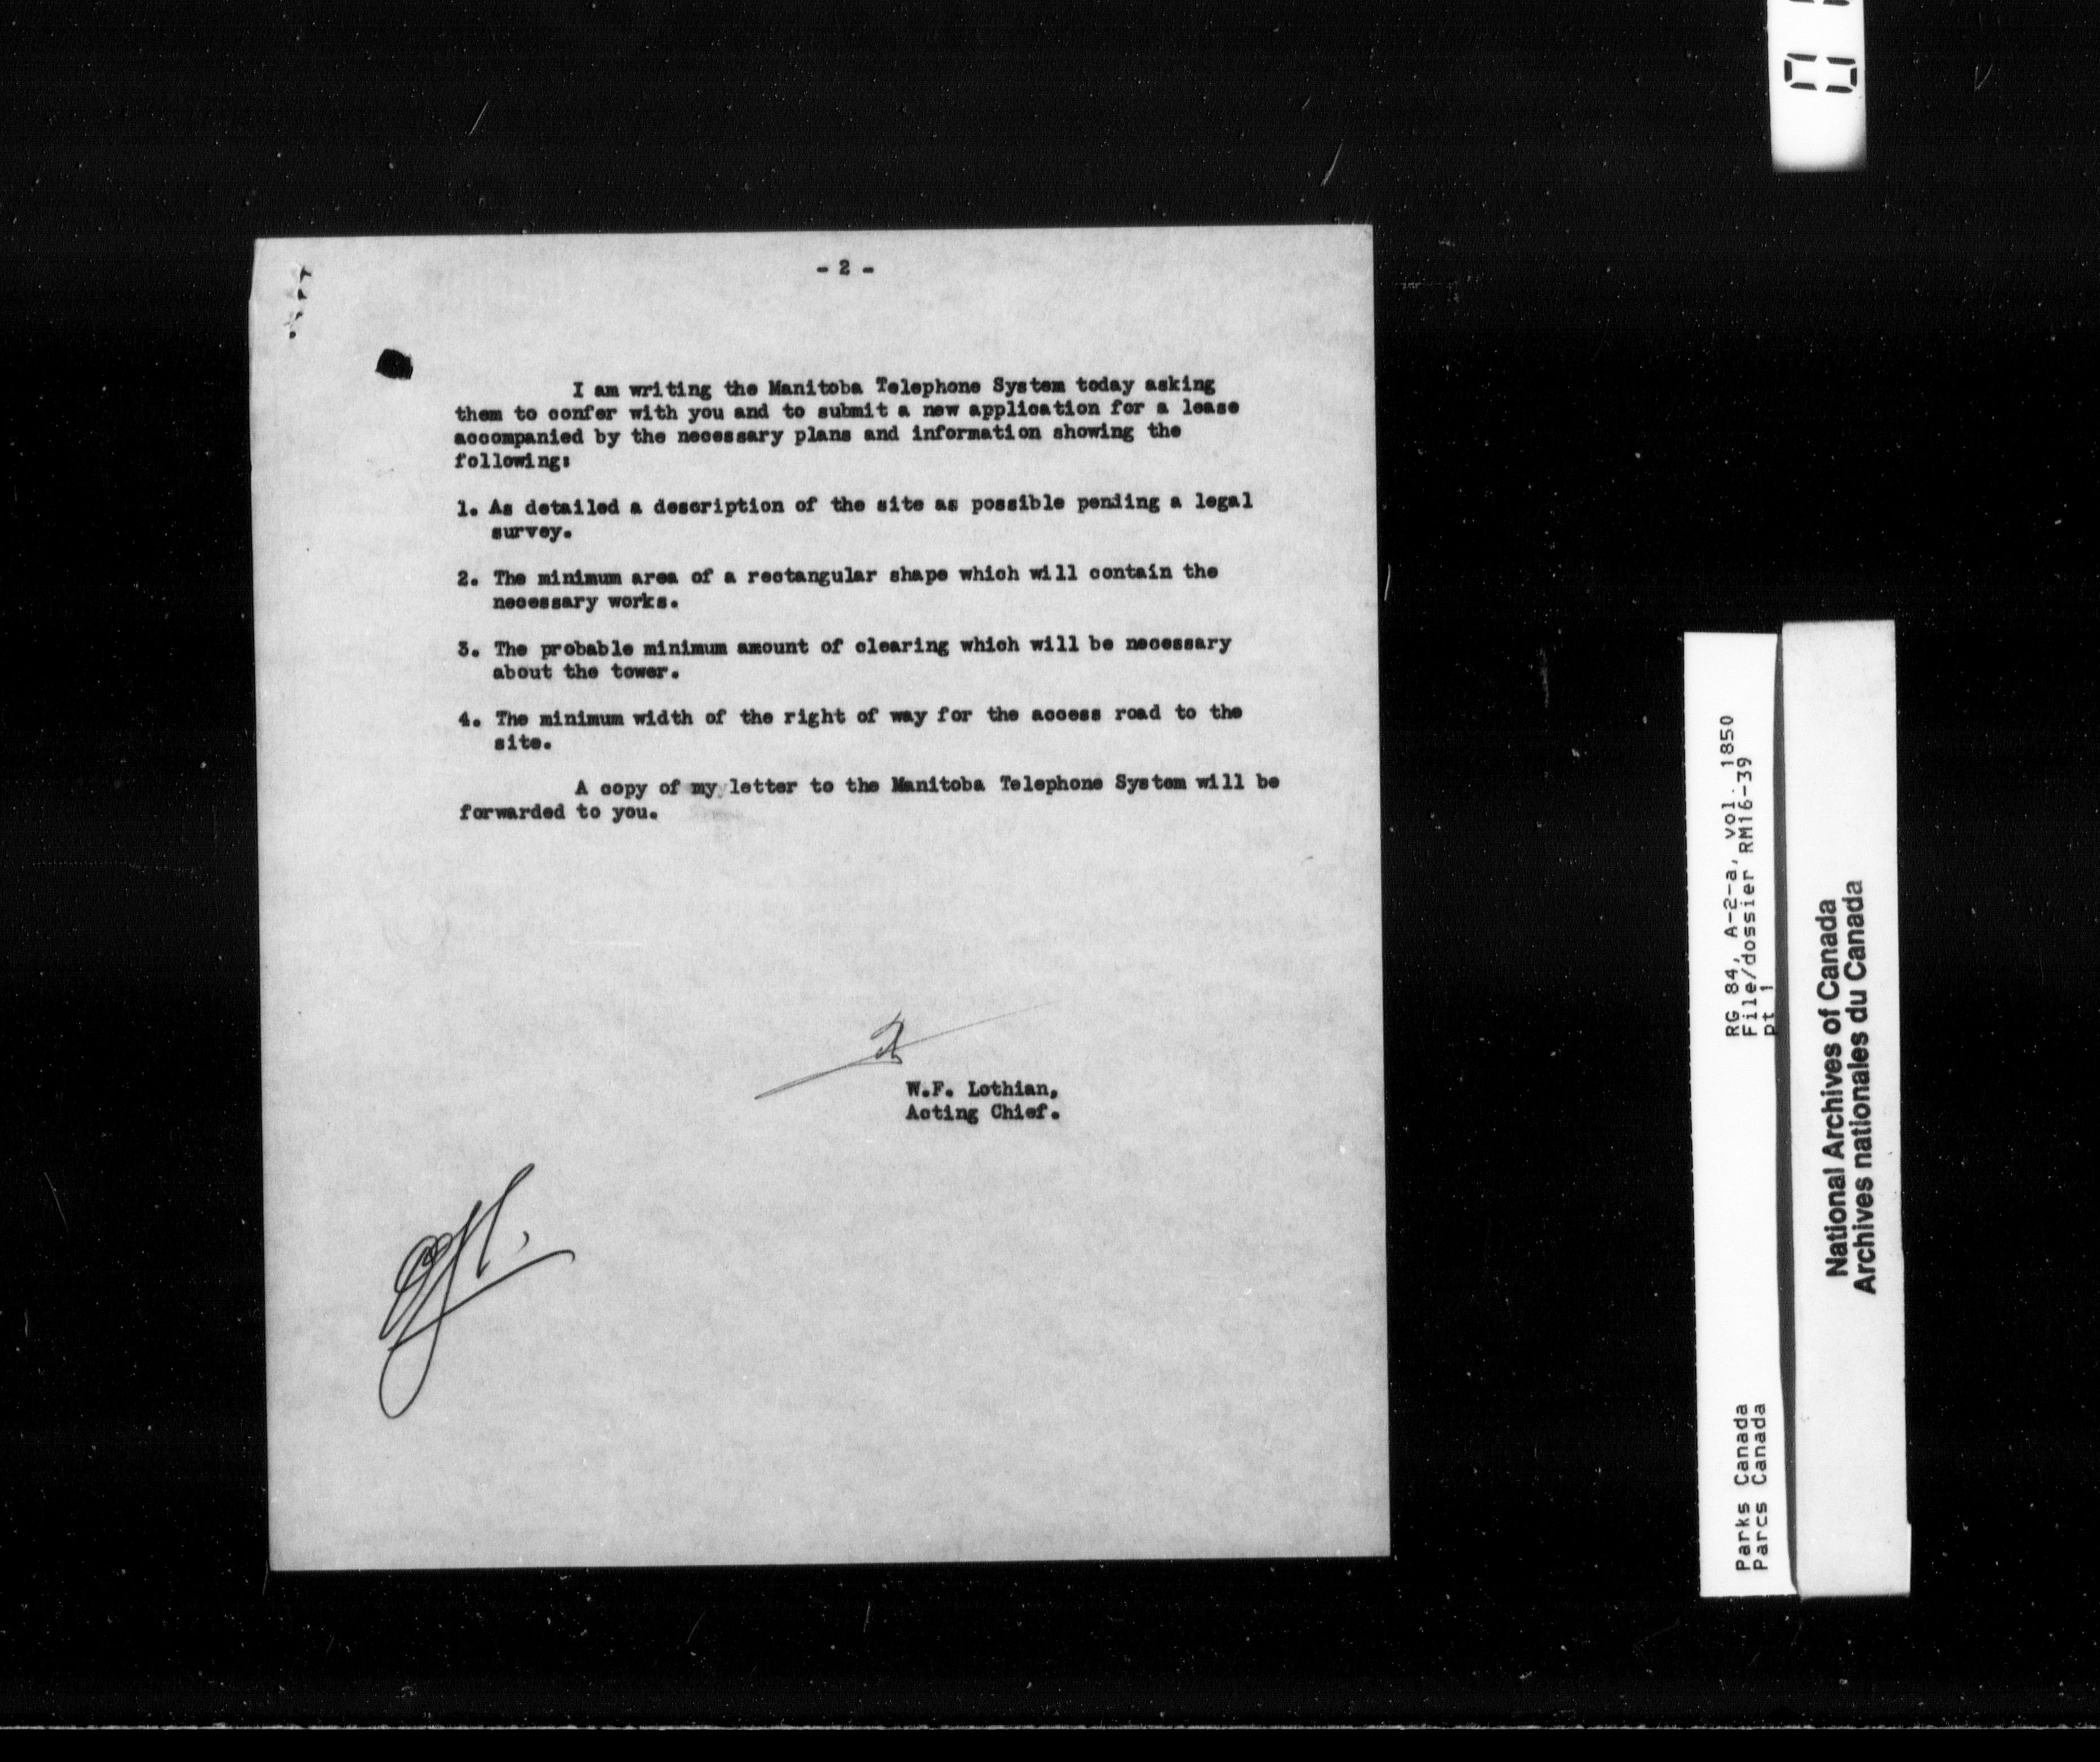 - 2 -
I am writing the Manitoba Telephone System today asking
them to confer with you and to submit a new application for a lease
accompanied by the necessary plans and information showing the
following:
1. As detailed a description of the site as possible pending a legal
survey.
2. The minimum area of a rectangular shape which will contain the
necessary works.
3. The probable minimum amount of clearing which will be necessary
about the tower.
4. The minimum width of the right of way for the access road to the
site.
A copy of my letter to the Manitoba Telephone System will be
forwarded to you.
W.F. Lothian,
Acting Chief.
Parks Canada
Parcs Canada
RG 84, A-2-a, vol. 1850
File/dossier RM16-39
pt 1
National Archives of Canada
Archives nationales du Canada